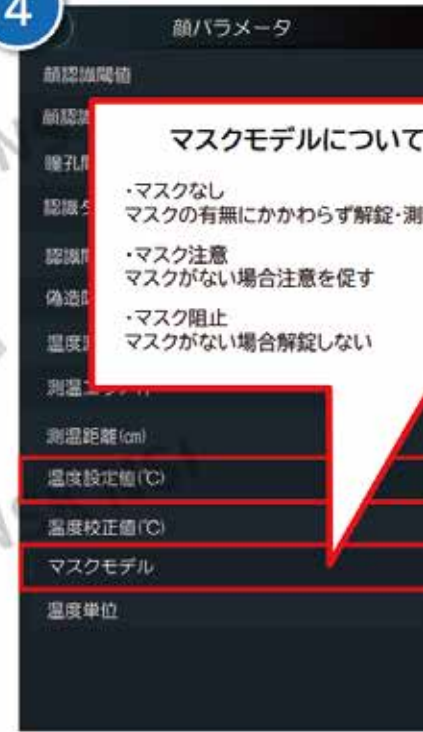 4
顔パラメータ
顔認識閾値
マスクモデルについて
・マスクなし
マスクの有無にかかわらず解錠・測
・マスク注意
マスクがない場合注意を促す
・マスク阻止
マスクがない場合解錠しない
測温距離(cm)
温度設定値(℃)
温度校正値(℃)
マスクモデル
温度単位